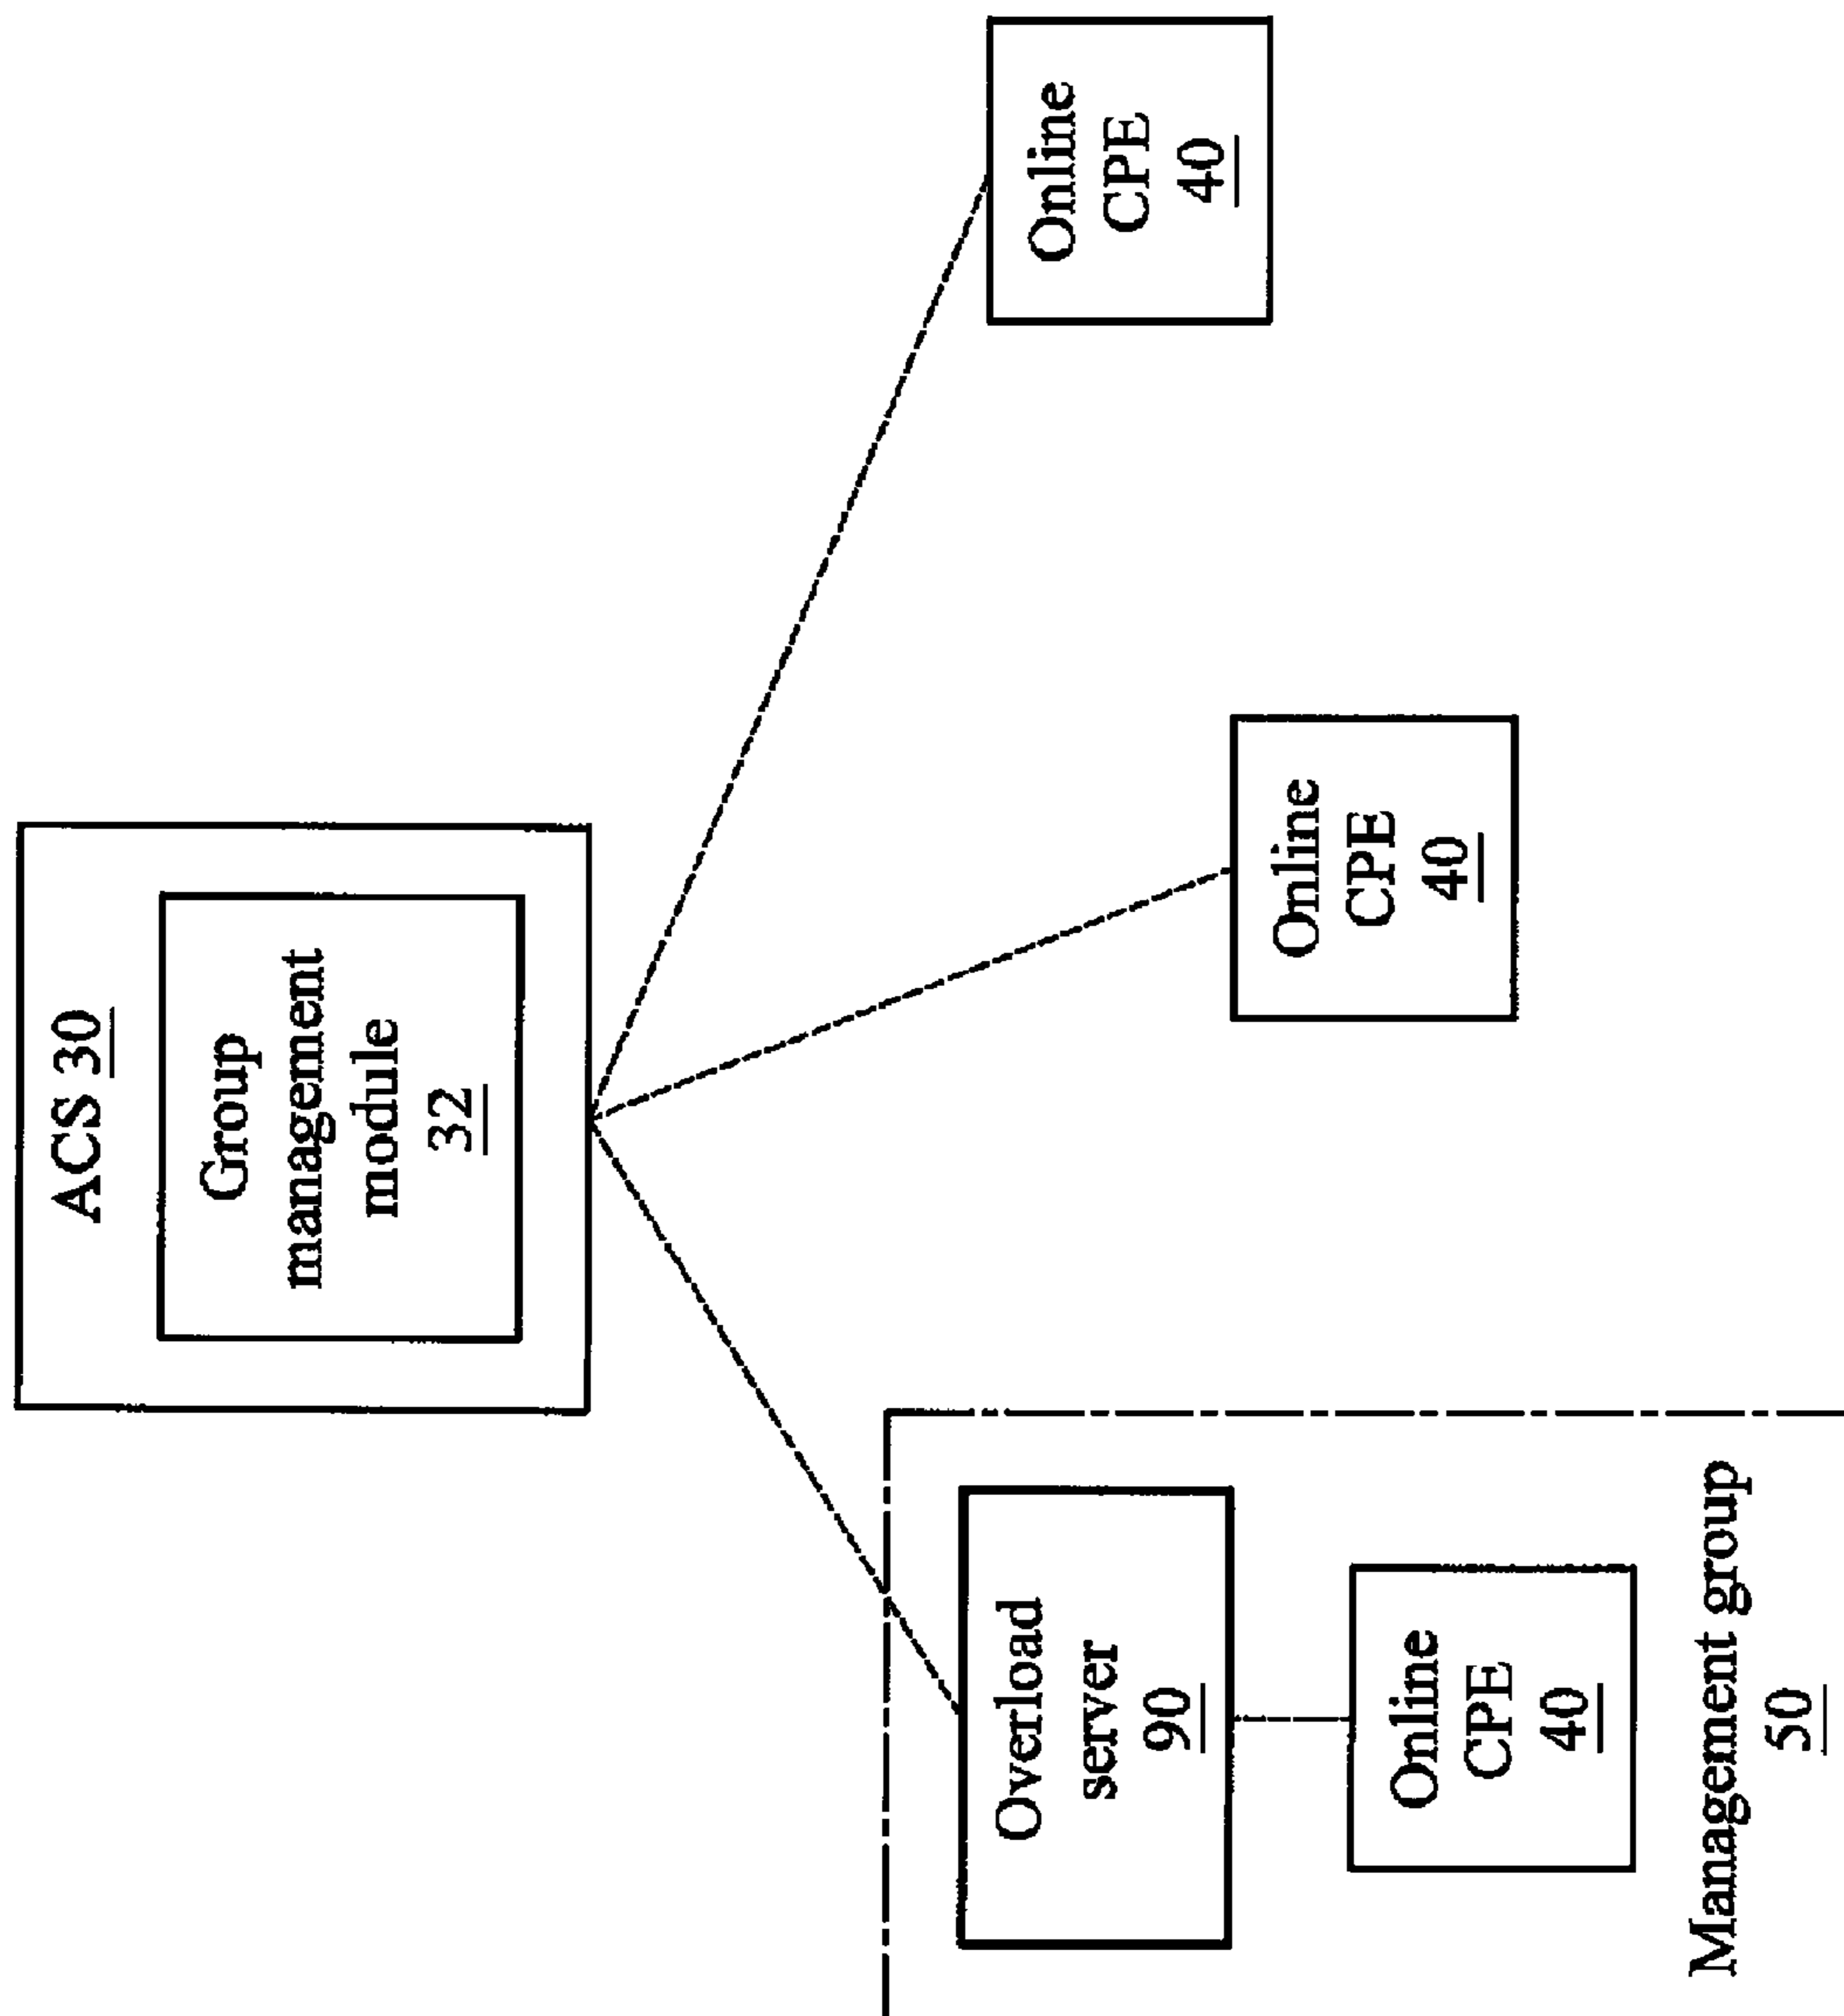 ACS 30
Group
management
module
32
Overload
server
90
Online
CPE
40
Management group
50
Online
CPE
40
Online
CPE
40